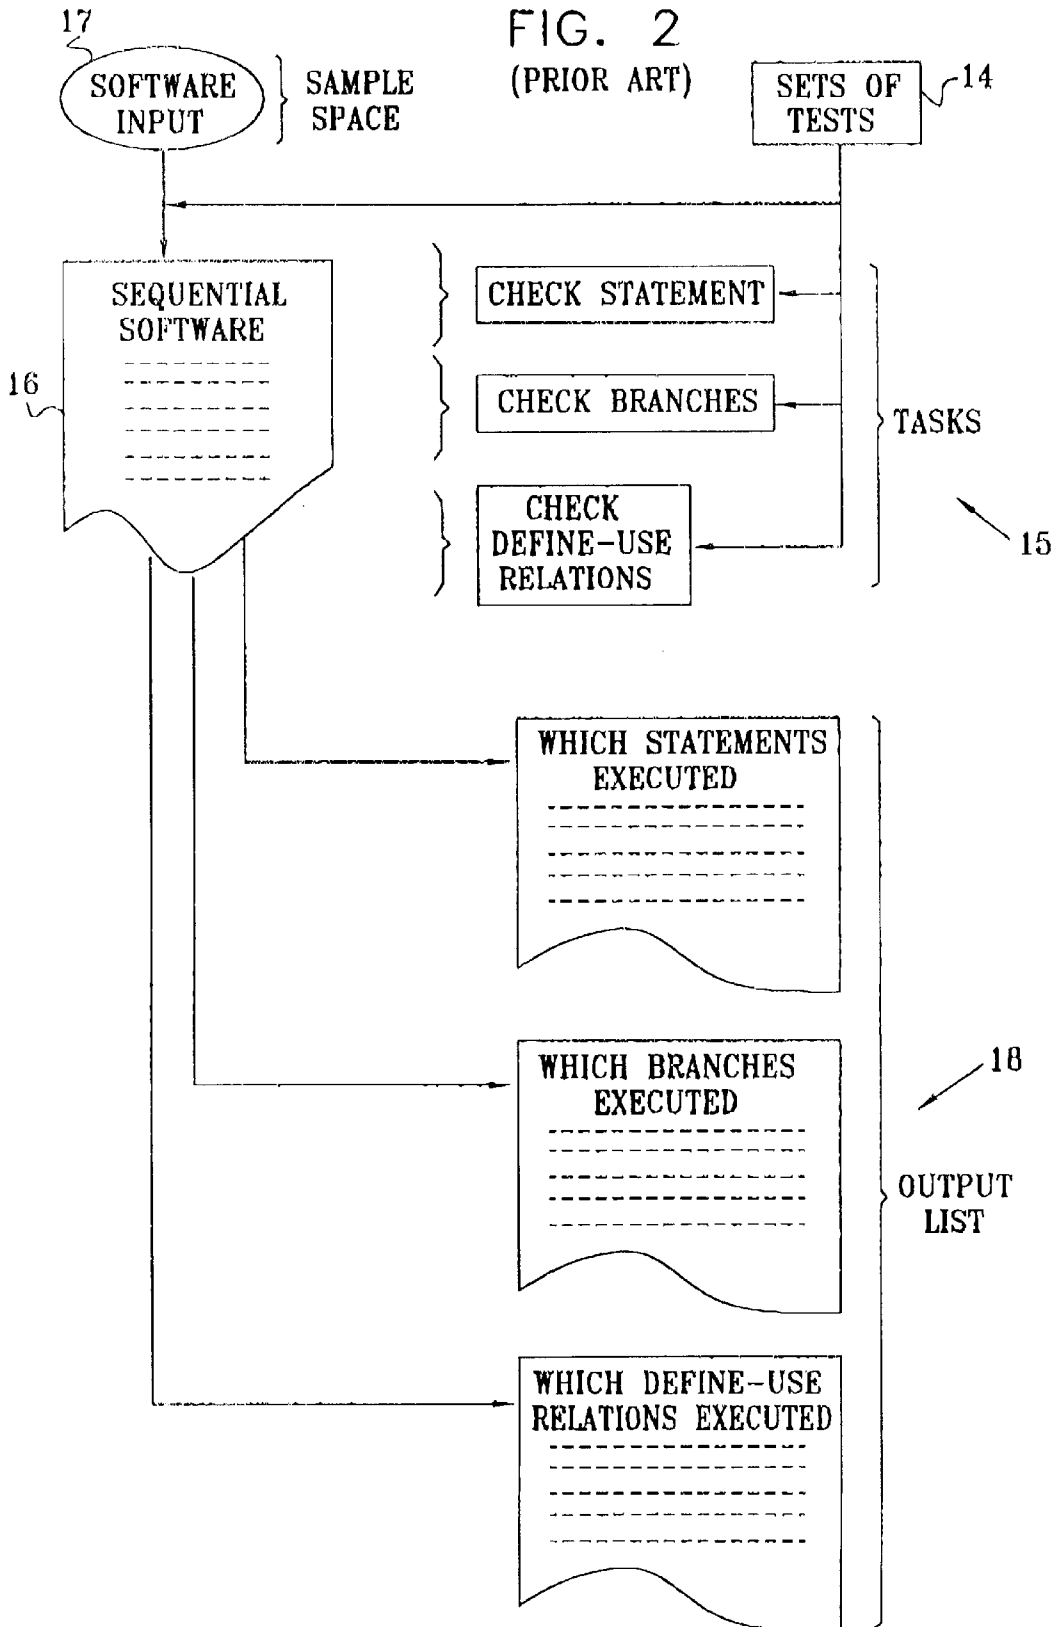 FIG. 2
(PRIOR ART)
17
SOFTWARE
INPUT
SAMPLE
SPACE
SETS OF
TESTS
14
SEQUENTIAL
SOFTWARE
16
CHECK STATEMENT
CHECK BRANCHES
CHECK
DEFINE-USE
RELATIONS
TASKS
15
WHICH STATEMENTS
EXECUTED
WHICH BRANCHES
EXECUTED
WHICH DEFINE-USE
RELATIONS EXECUTED
18
OUTPUT
LIST